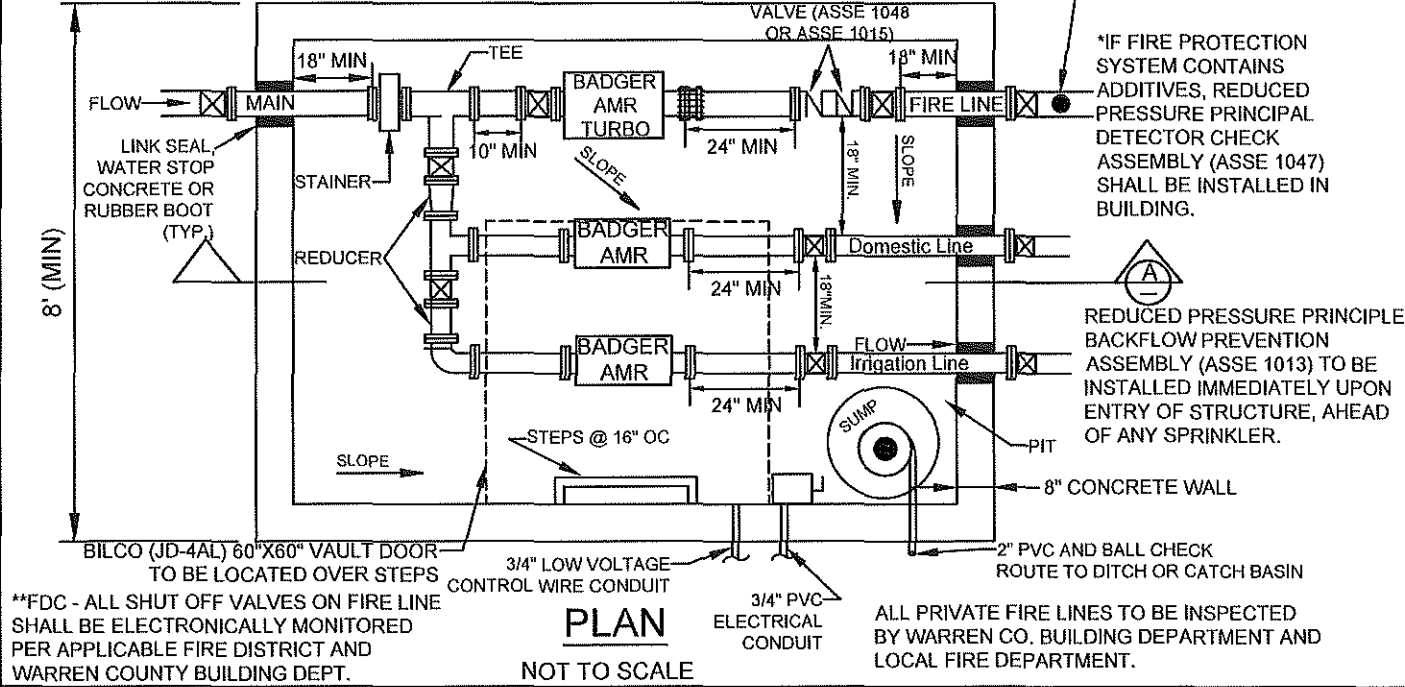 VALVE (ASSE 1048
OR ASSE 1015)
18" MIN
TEE
18" MIN
*IF FIRE PROTECTION
SYSTEM CONTAINS
ADDITIVES, REDUCED
PRESSURE PRINCIPAL
DETECTOR CHECK
ASSEMBLY (ASSE 1047)
SHALL BE INSTALLED IN
BUILDING.
FLOW
MAIN
BADGER
AMR
TURBO
FIRE LINE
LINK SEAL,
WATER STOP
CONCRETE OR
RUBBER BOOT
(TYP.)
STAINER
10" MIN
24" MIN
18" MIN.
SLOPE
SLOPE
8' (MIN)
REDUCER
BADGER
AMR
Domestic Line
24" MIN
18"MIN.
A
REDUCED PRESSURE PRINCIPLE
BACKFLOW PREVENTION
ASSEMBLY (ASSE 1013) TO BE
INSTALLED IMMEDIATELY UPON
ENTRY OF STRUCTURE, AHEAD
OF ANY SPRINKLER.
BADGER
AMR
FLOW
Irrigation Line
24" MIN
SUMP
PIT
STEPS @ 16" OC
SLOPE
8" CONCRETE WALL
BILCO (JD-4AL) 60"X60" VAULT DOOR
TO BE LOCATED OVER STEPS
3/4" LOW VOLTAGE
CONTROL WIRE CONDUIT
2" PVC AND BALL CHECK
ROUTE TO DITCH OR CATCH BASIN
3/4" PVC
ELECTRICAL
CONDUIT
**FDC - ALL SHUT OFF VALVES ON FIRE LINE
SHALL BE ELECTRONICALLY MONITORED
PER APPLICABLE FIRE DISTRICT AND
WARREN COUNTY BUILDING DEPT.
PLAN
NOT TO SCALE
ALL PRIVATE FIRE LINES TO BE INSPECTED
BY WARREN CO. BUILDING DEPARTMENT AND
LOCAL FIRE DEPARTMENT.